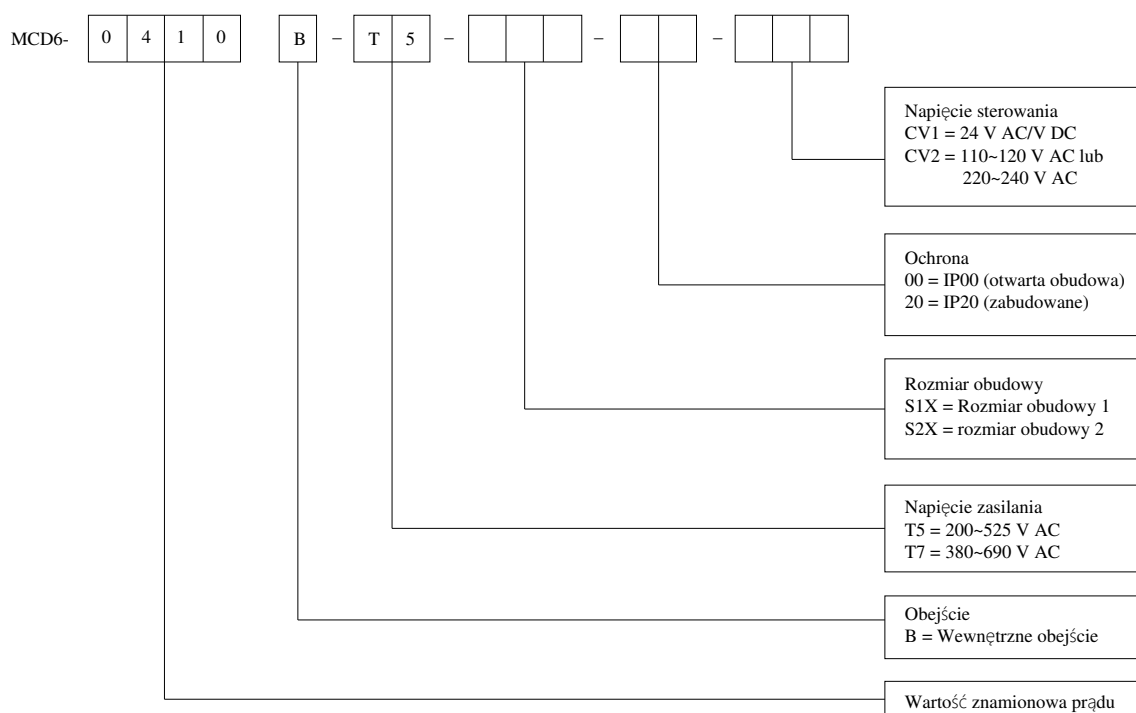 MCD6- 0 4 1 0 B – T 5 – – –
Napięcie sterowania
CV1 = 24 V AC/V DC
CV2 = 110~120 V AC lub
220~240 V AC
Ochrona
00 = IP00 (otwarta obudowa)
20 = IP20 (zabudowane)
Rozmiar obudowy
S1X = Rozmiar obudowy 1
S2X = rozmiar obudowy 2
Napięcie zasilania
T5 = 200~525 V AC
T7 = 380~690 V AC
Obejście
B = Wewnętrzne obejście
Wartość znamionowa prądu